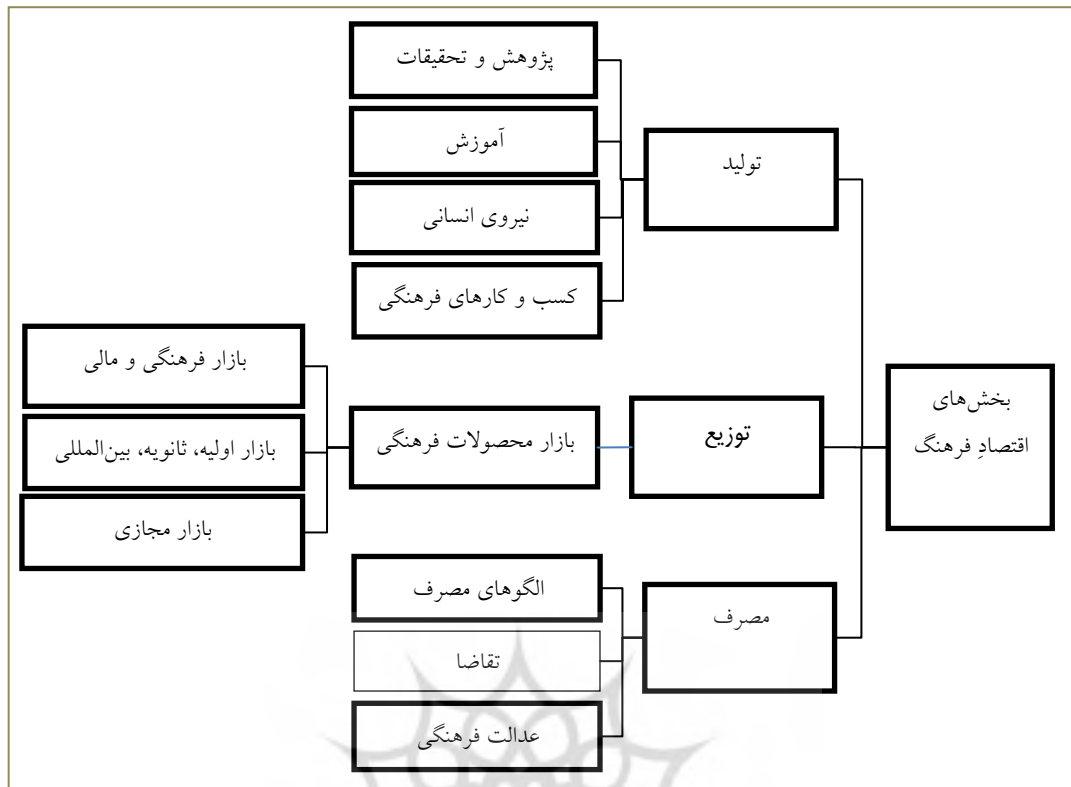 بخش‌های
اقتصادِ فرهنگ
تولید
پژوهش و تحقیقات
آموزش
نیروی انسانی
کسب و کارهای فرهنگی
توزیع
بازار محصولات فرهنگی
بازار فرهنگی و مالی
بازار اولیه، ثانویه، بین‌المللی
بازار مجازی
مصرف
الگوهای مصرف
تقاضا
عدالت فرهنگی